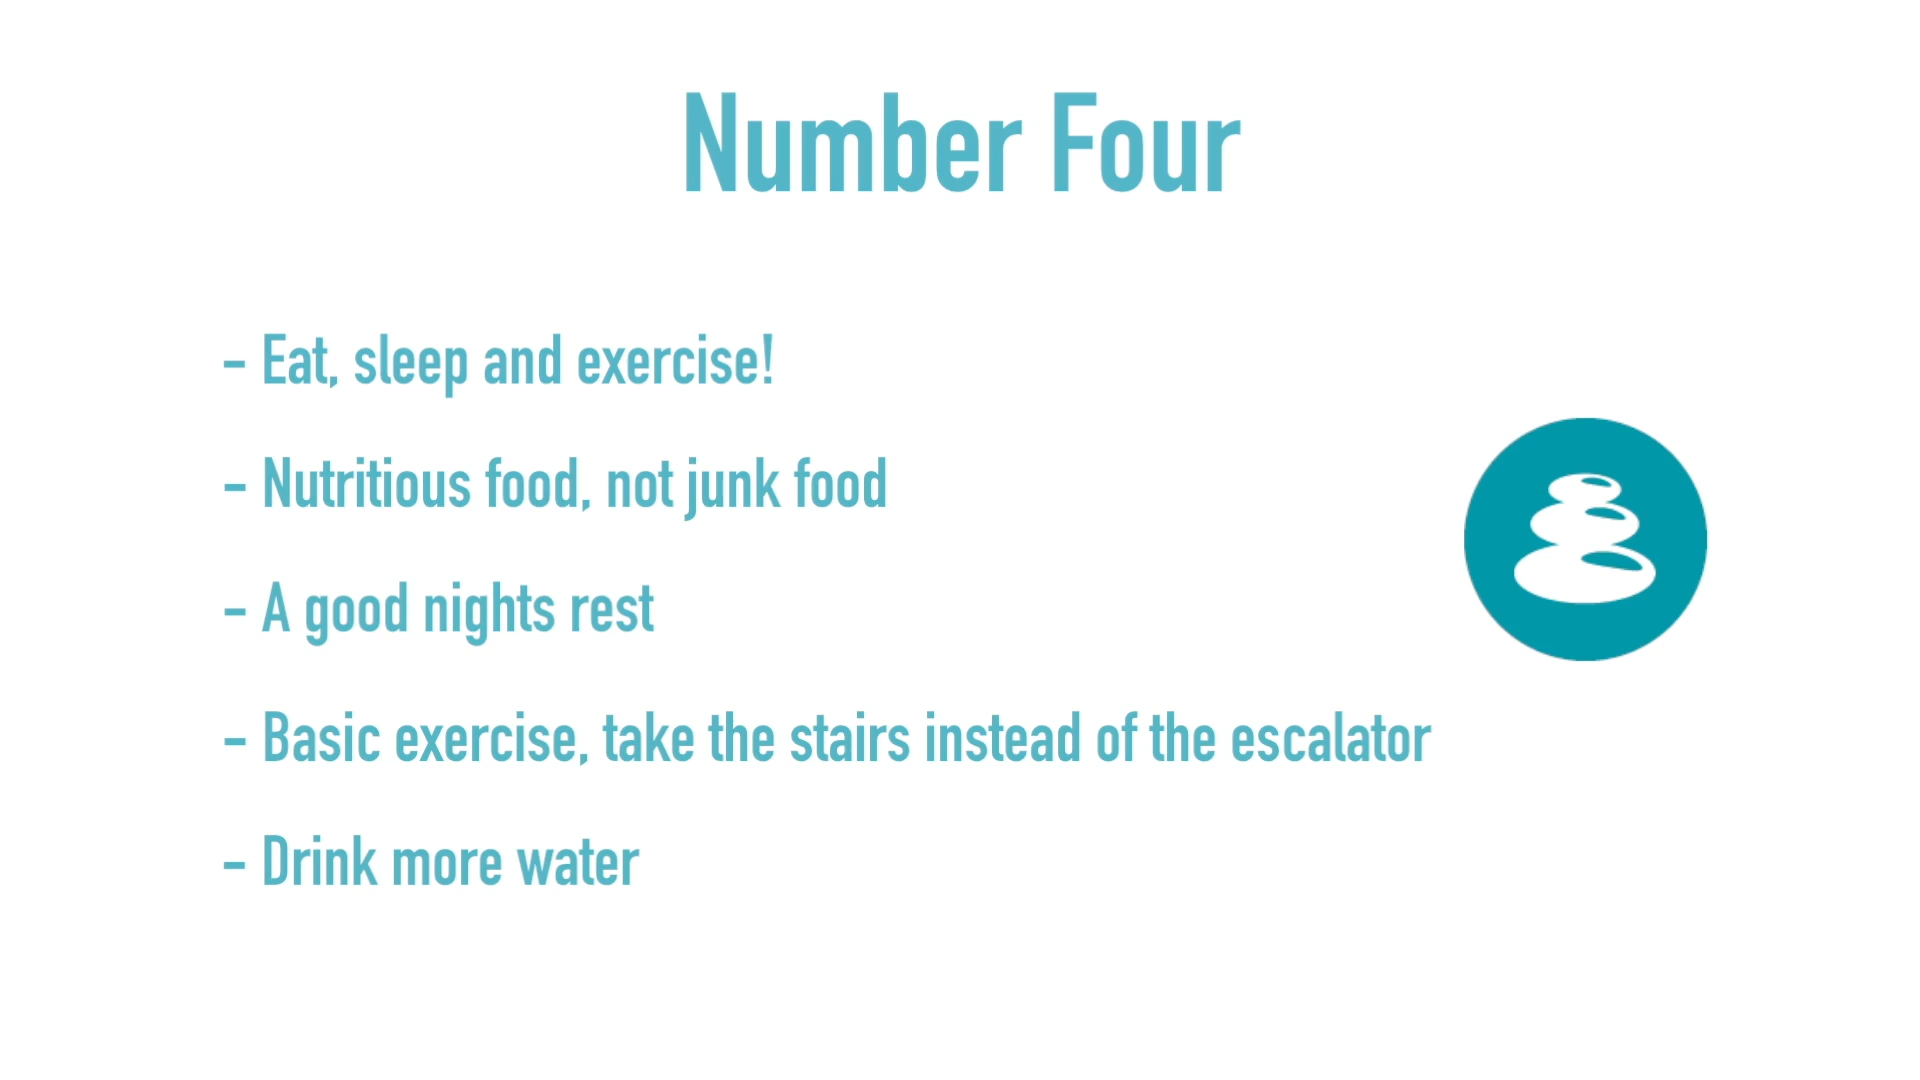 Number Four
- Eat, sleep and exercise!
- Nutritious food, not junk food
- A good nights rest
- Basic exercise, take the stairs instead of the escalator
- Drink more water